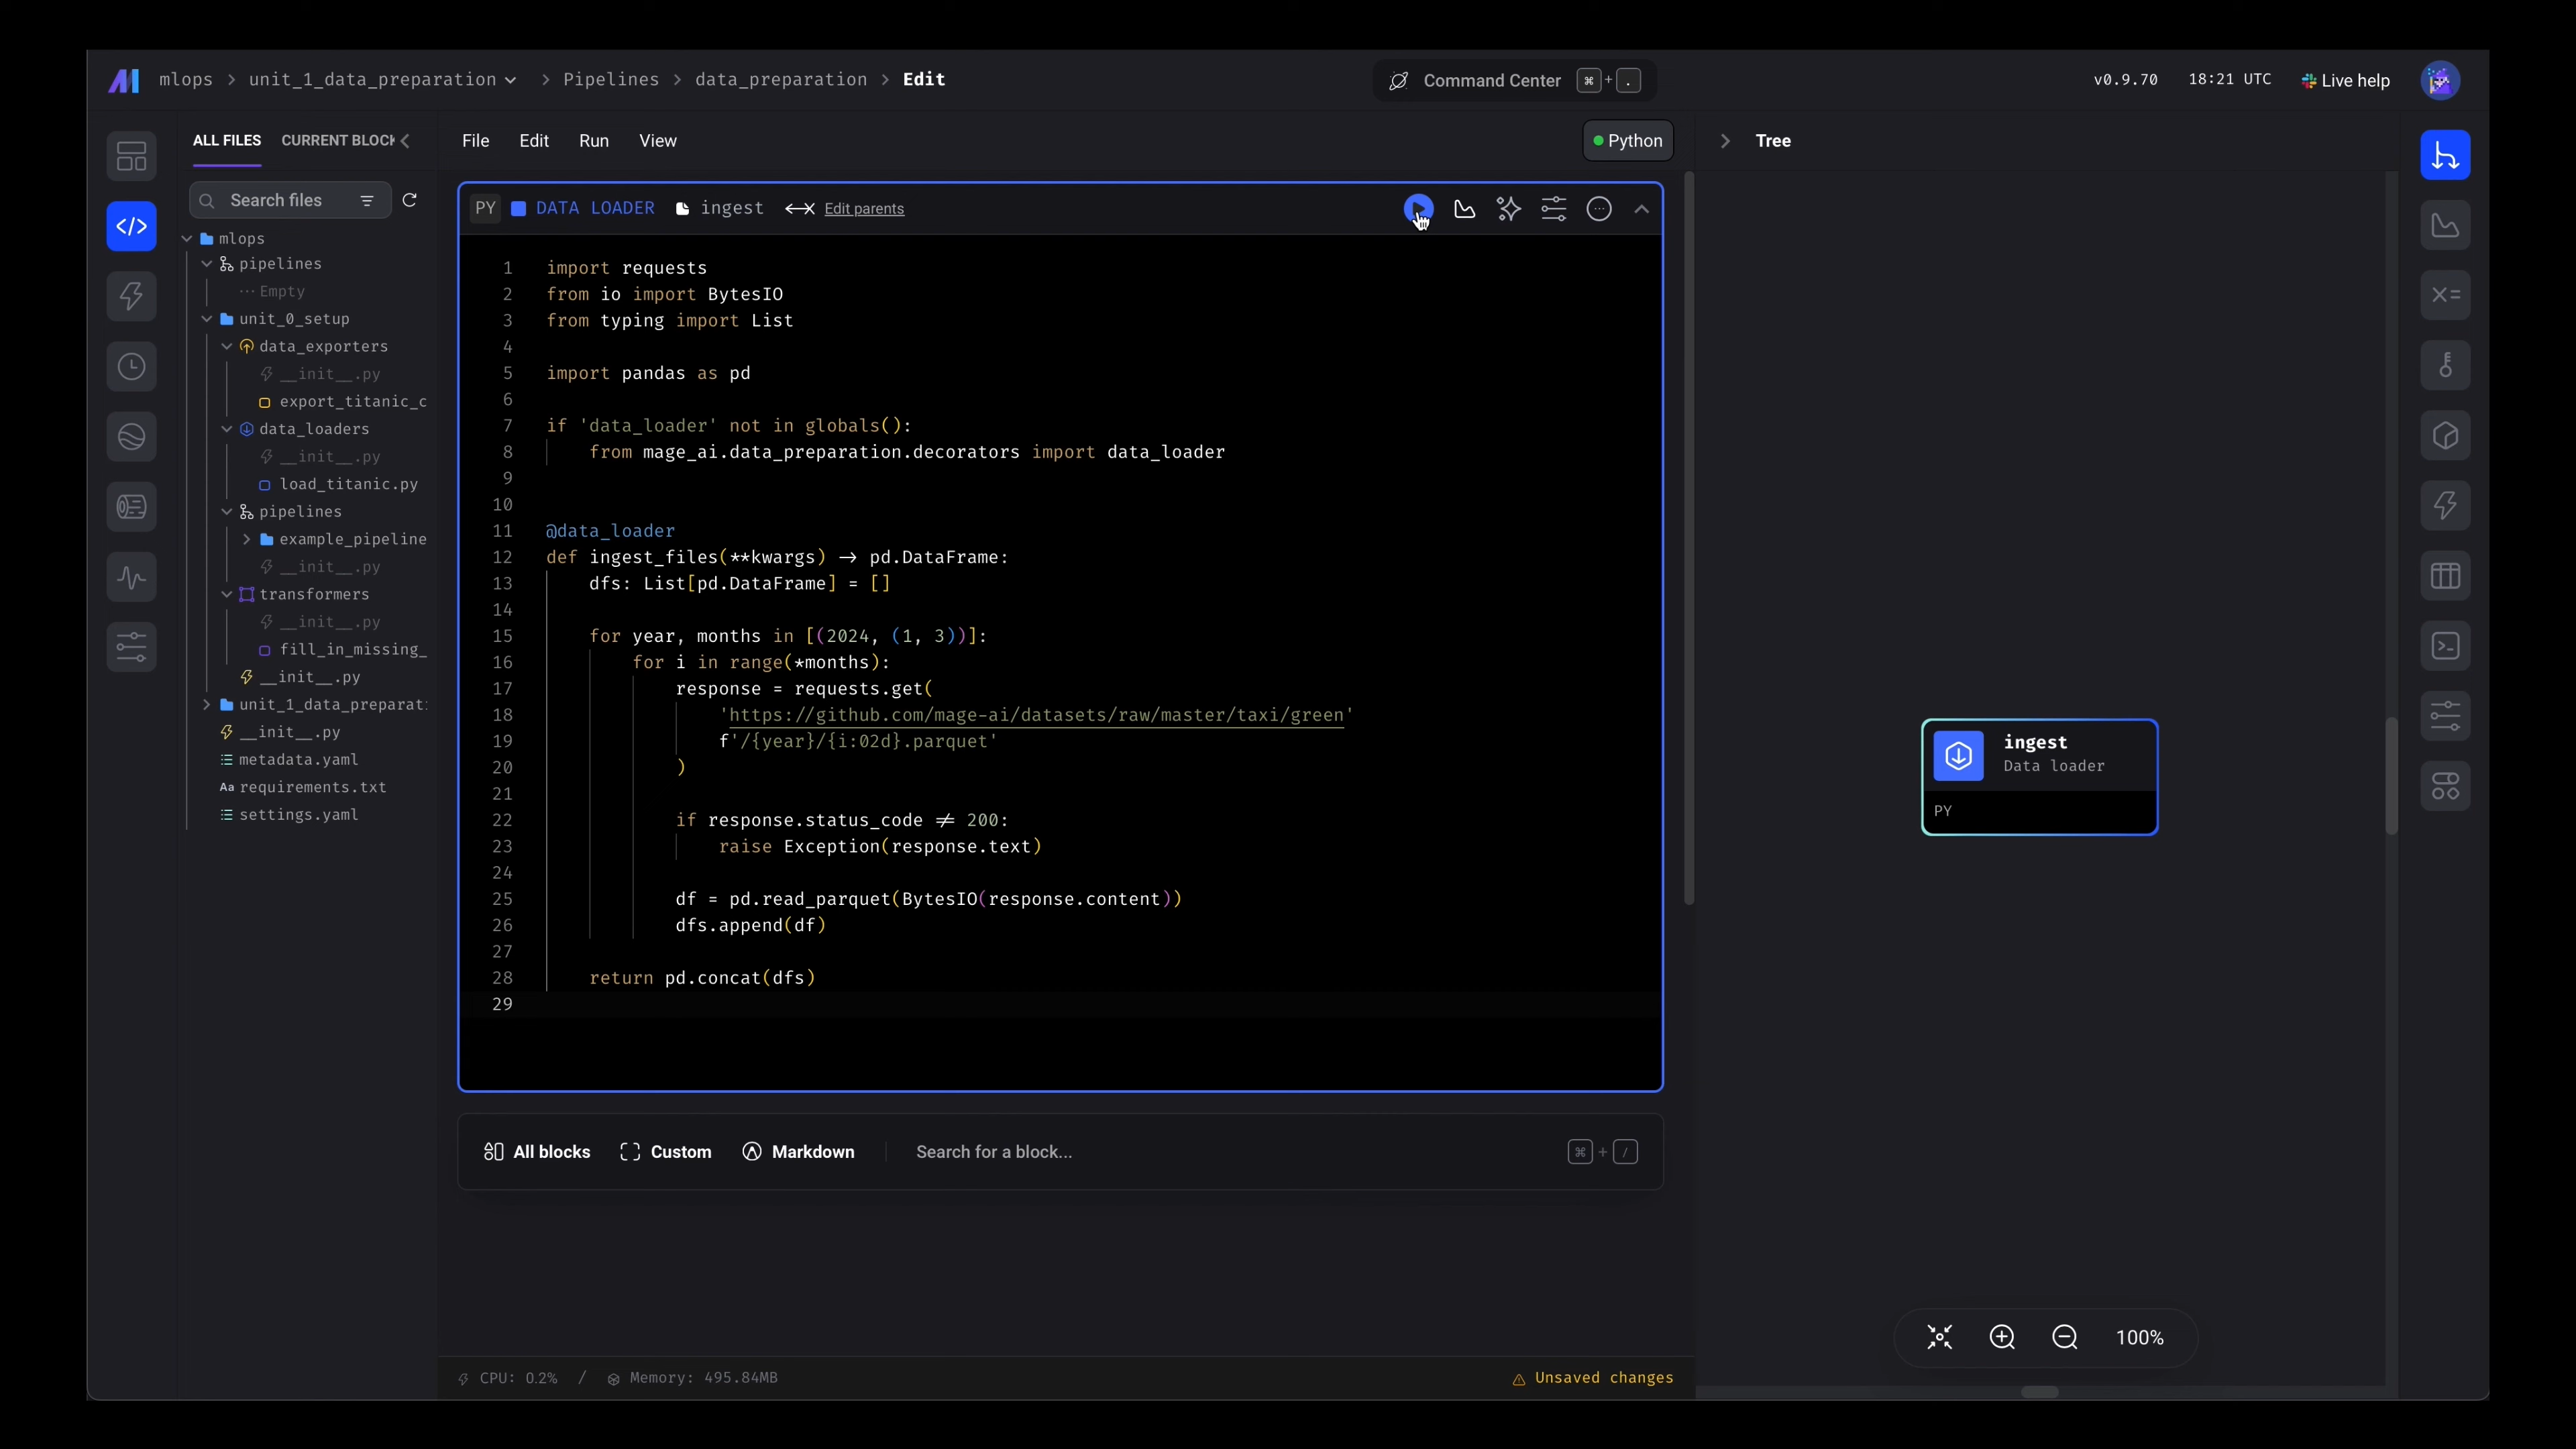 mlops > unit_1_data_preparation > Pipelines > data_preparation > Edit
Command Center ⌘ + .
v0.9.70 18:21 UTC Live help
ALL FILES CURRENT BLOCK
Search files
mlops
pipelines
··· Empty
unit_0_setup
data_exporters
__init__.py
export_titanic_c
data_loaders
__init__.py
load_titanic.py
pipelines
example_pipeline
__init__.py
transformers
__init__.py
fill_in_missing_
__init__.py
unit_1_data_preparat
__init__.py
metadata.yaml
Aa requirements.txt
settings.yaml
File Edit Run View
Python
PY DATA LOADER ingest Edit parents
1 import requests
2 from io import BytesIO
3 from typing import List
4
5 import pandas as pd
6
7 if 'data_loader' not in globals():
8     from mage_ai.data_preparation.decorators import data_loader
9
10
11 @data_loader
12 def ingest_files(**kwargs) → pd.DataFrame:
13     dfs: List[pd.DataFrame] = []
14
15     for year, months in [(2024, (1, 3))]:
16         for i in range(*months):
17             response = requests.get(
18                 'https://github.com/mage-ai/datasets/raw/master/taxi/green'
19                 f'/{year}/{i:02d}.parquet'
20             )
21
22             if response.status_code ≠ 200:
23                 raise Exception(response.text)
24
25             df = pd.read_parquet(BytesIO(response.content))
26             dfs.append(df)
27
28     return pd.concat(dfs)
29
All blocks Custom Markdown Search for a block... ⌘ + /
CPU: 0.2% / Memory: 495.84MB
Unsaved changes
Tree
ingest
Data loader
PY
100%